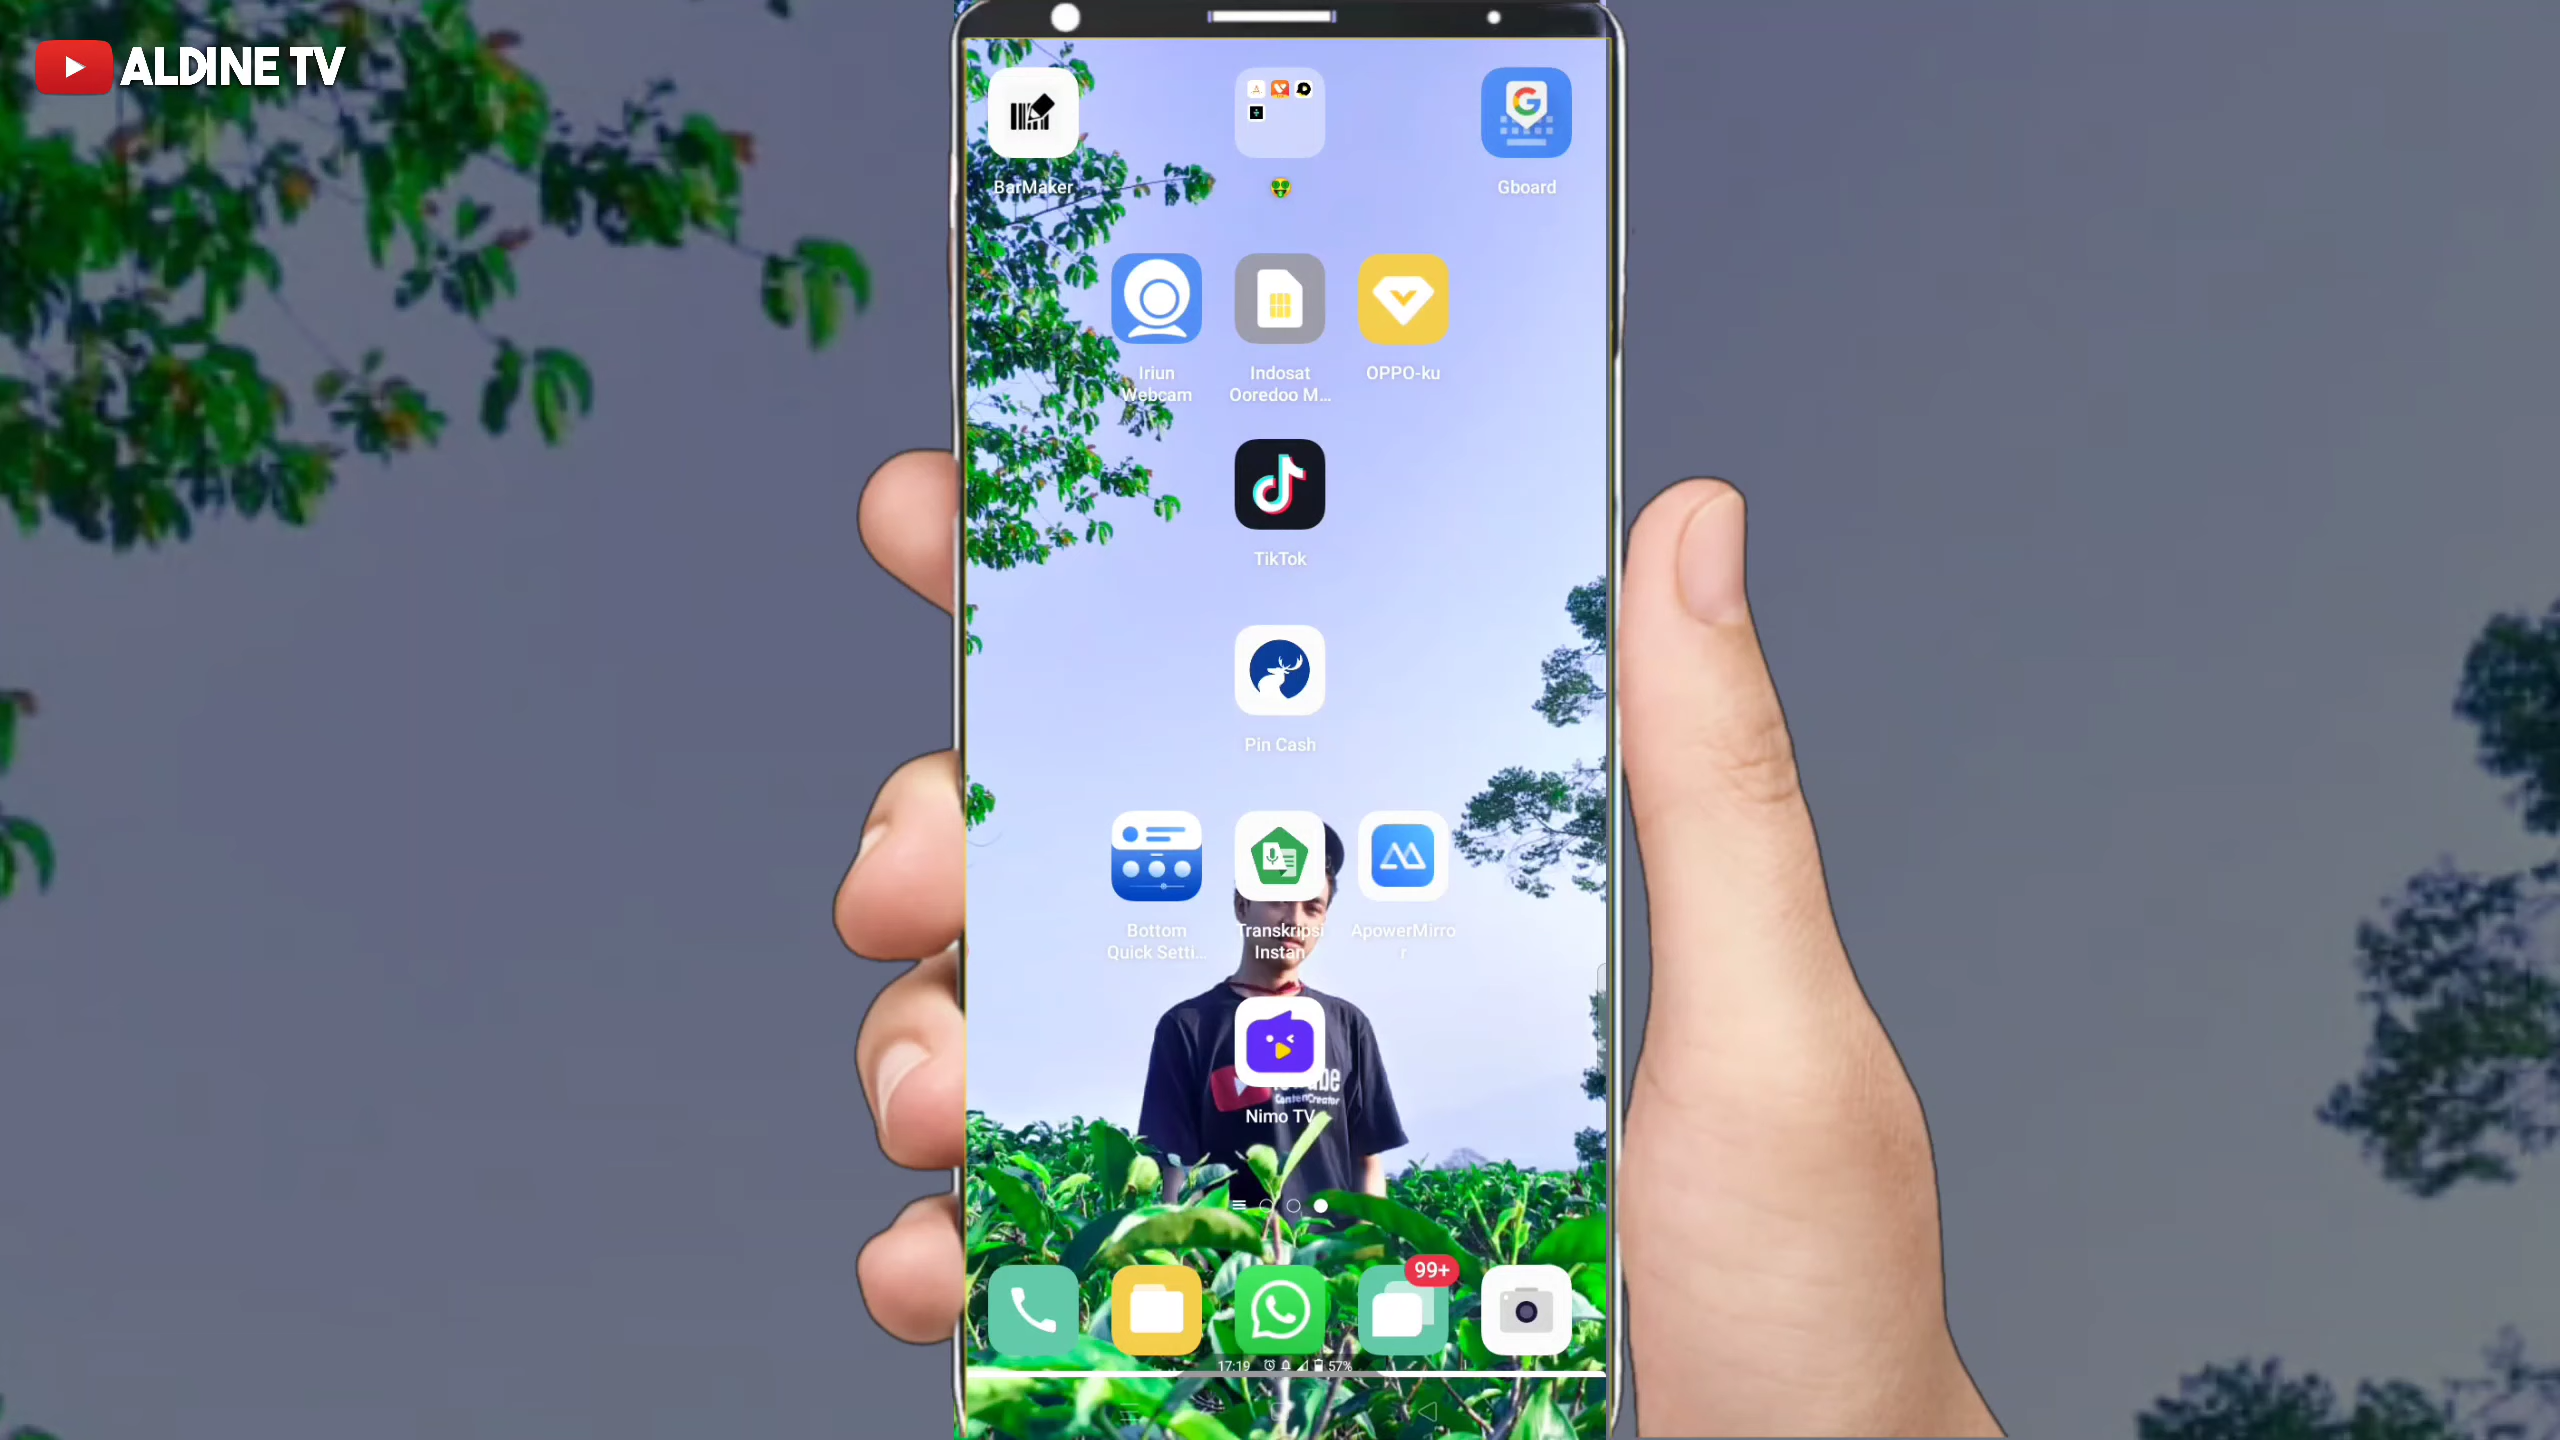 ALDINE TV
BarMaker
Gboard
Iriun
Webcam
Indosat
Ooredoo M...
OPPO-ku
TikTok
Pin Cash
Bottom
Quick Setti...
Transkripsi
Instan
ApowerMirro
r
ContenCreator
Nimo TV
99+
17:19
57%